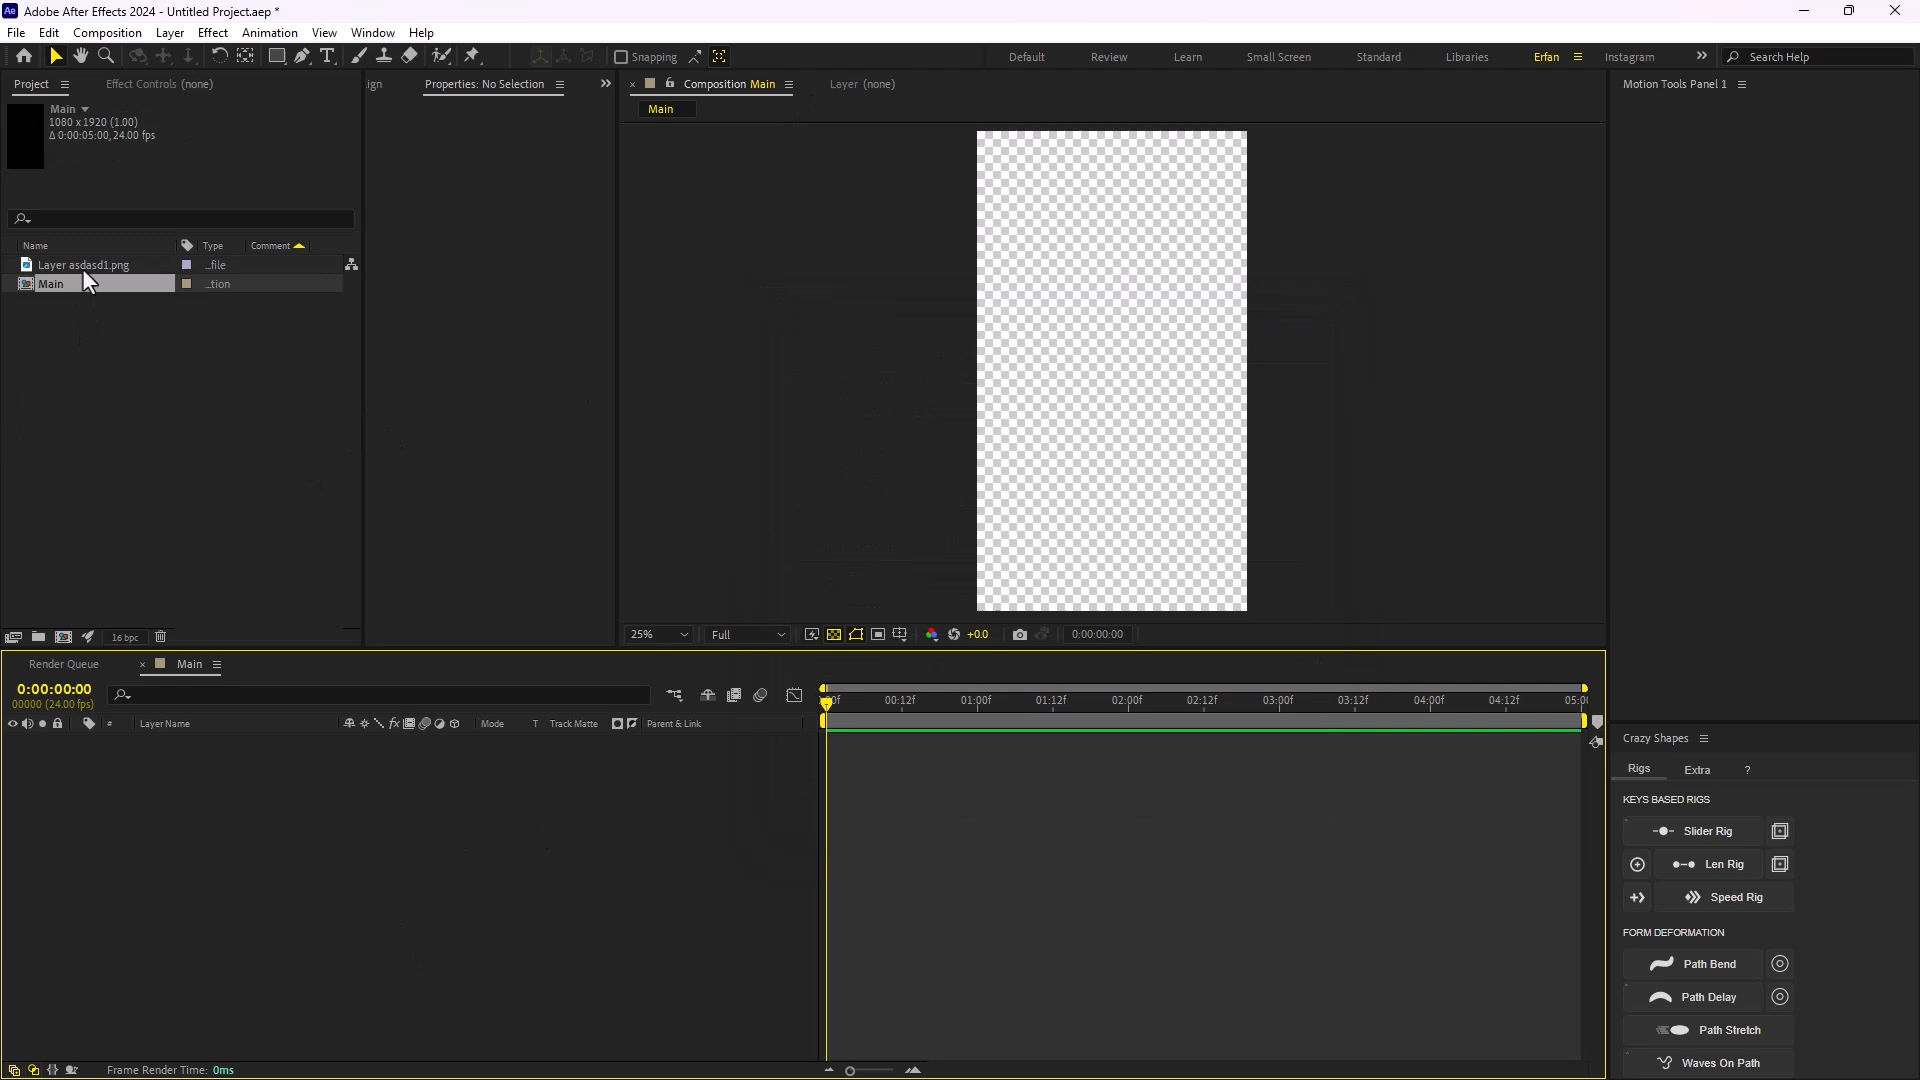 Ae Adobe After Effects 2024 - Untitled Project.aep *
File Edit Composition Layer Effect Animation View Window Help
Snapping Default Review Learn Small Screen Standard Libraries Erfan Instagram Search Help
Project Effect Controls (none) ign Properties: No Selection Composition Main Layer (none) Motion Tools Panel 1
Main
1080 x 1920 (1.00)
Δ 0:00:05:00, 24.00 fps
Main
Name Type Comment
Layer asdasd1.png ...file
Main ...tion
16 bpc
25% Full +0.0 0:00:00:00
Render Queue Main
0:00:00:00
00000 (24.00 fps)
# Layer Name fx Mode T Track Matte Parent & Link
00:12f 01:00f 01:12f 02:00f 02:12f 03:00f 03:12f 04:00f 04:12f 05:0
Frame Render Time: 0ms
Crazy Shapes
Rigs Extra ?
KEYS BASED RIGS
Slider Rig
Len Rig
Speed Rig
FORM DEFORMATION
Path Bend
Path Delay
Path Stretch
Waves On Path